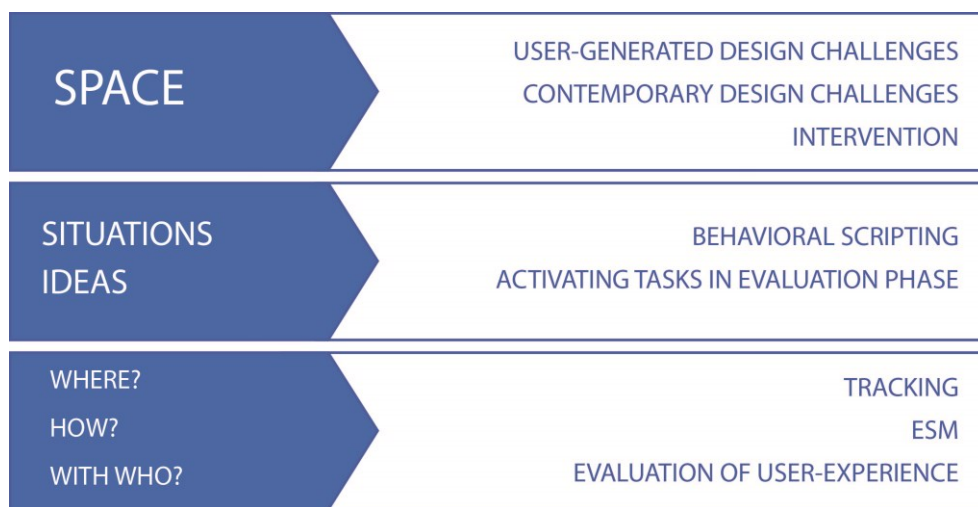 SPACE
USER-GENERATED DESIGN CHALLENGES
CONTEMPORARY DESIGN CHALLENGES
INTERVENTION
SITUATIONS
IDEAS
BEHAVIORAL SCRIPTING
ACTIVATING TASKS IN EVALUATION PHASE
WHERE?
HOW?
WITH WHO?
TRACKING
ESM
EVALUATION OF USER-EXPERIENCE